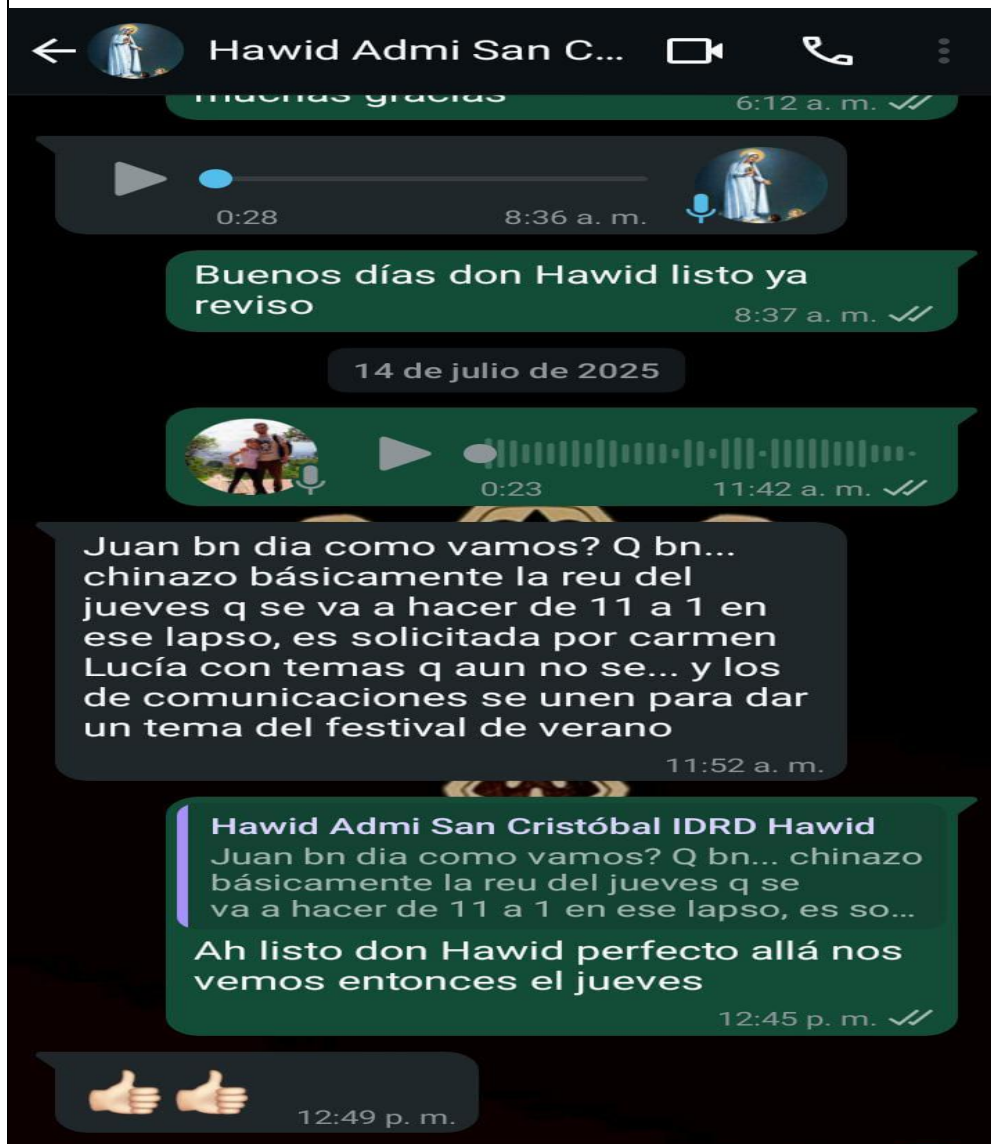 Hawid Admi San C...
muchas gracias
6:12 a. m.
0:28
8:36 a. m.
Buenos días don Hawid listo ya
reviso
8:37 a. m.
14 de julio de 2025
0:23
11:42 a. m.
Juan bn dia como vamos? Q bn...
chinazo básicamente la reu del
jueves q se va a hacer de 11 a 1 en
ese lapso, es solicitada por carmen
Lucía con temas q aun no se... y los
de comunicaciones se unen para dar
un tema del festival de verano
11:52 a. m.
Hawid Admi San Cristóbal IDRD Hawid
Juan bn dia como vamos? Q bn... chinazo
básicamente la reu del jueves q se
va a hacer de 11 a 1 en ese lapso, es so...
Ah listo don Hawid perfecto allá nos
vemos entonces el jueves
12:45 p. m.
12:49 p. m.